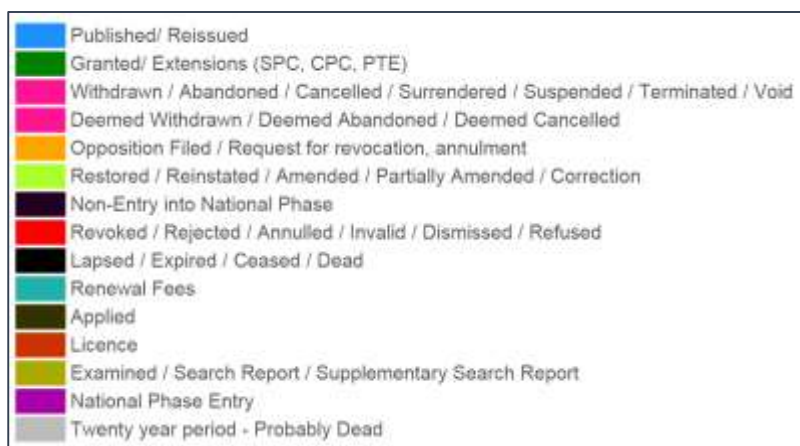 Published/ Reissued
Granted/ Extensions (SPC, CPC, PTE)
Withdrawn / Abandoned / Cancelled / Surrendered / Suspended / Terminated / Void
Deemed Withdrawn / Deemed Abandoned / Deemed Cancelled
Opposition Filed / Request for revocation, annulment
Restored / Reinstated / Amended / Partially Amended / Correction
Non-Entry into National Phase
Revoked / Rejected / Annulled / Invalid / Dismissed / Refused
Lapsed / Expired / Ceased / Dead
Renewal Fees
Applied
Licence
Examined / Search Report / Supplementary Search Report
National Phase Entry
Twenty year period - Probably Dead